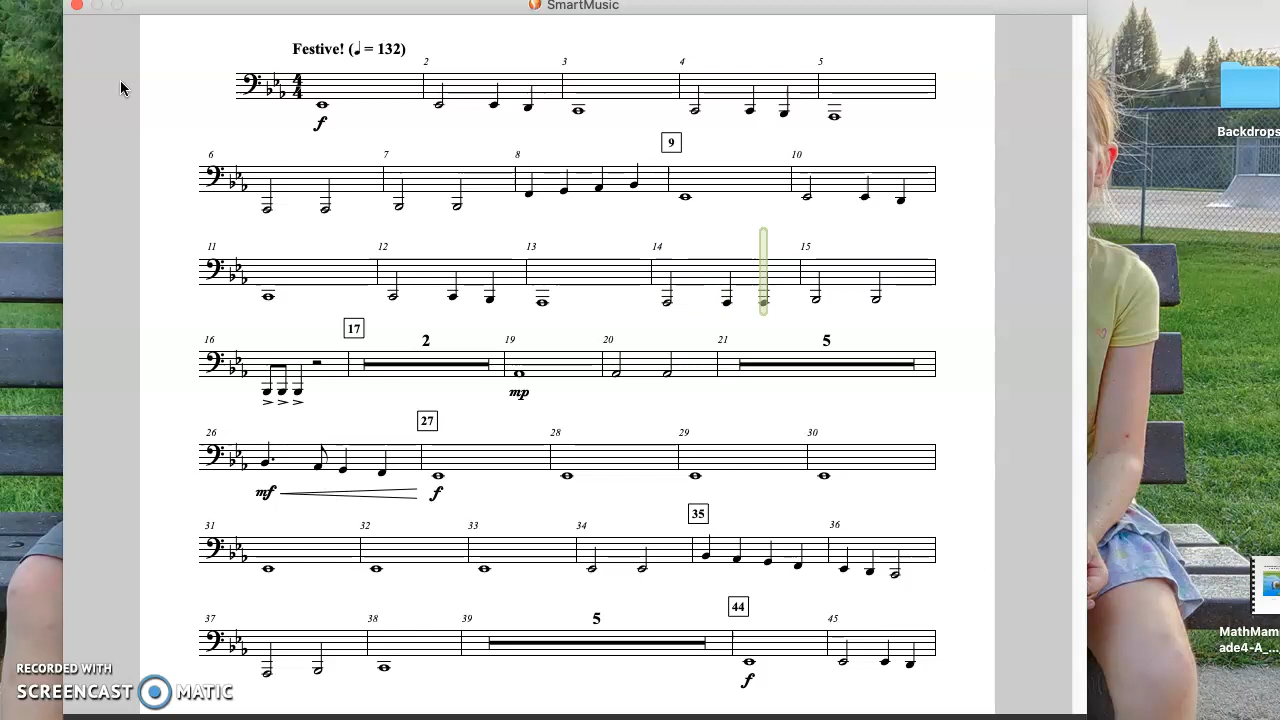 SmartMusic
Festive! (♩ = 132)
2 3 4 5
f
Backdrops
6 7 8 9 10
11 12 13 14 15
16 17 2 19 20 21 5
mp
26 27 28 29 30
mf f
31 32 33 34 35 36
37 38 39 5 44 45
f
MathMam
ade4-A_...
RECORDED WITH
SCREENCAST MATIC